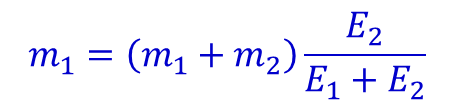 m₁ = (m₁ + m₂) E₂ / (E₁ + E₂)